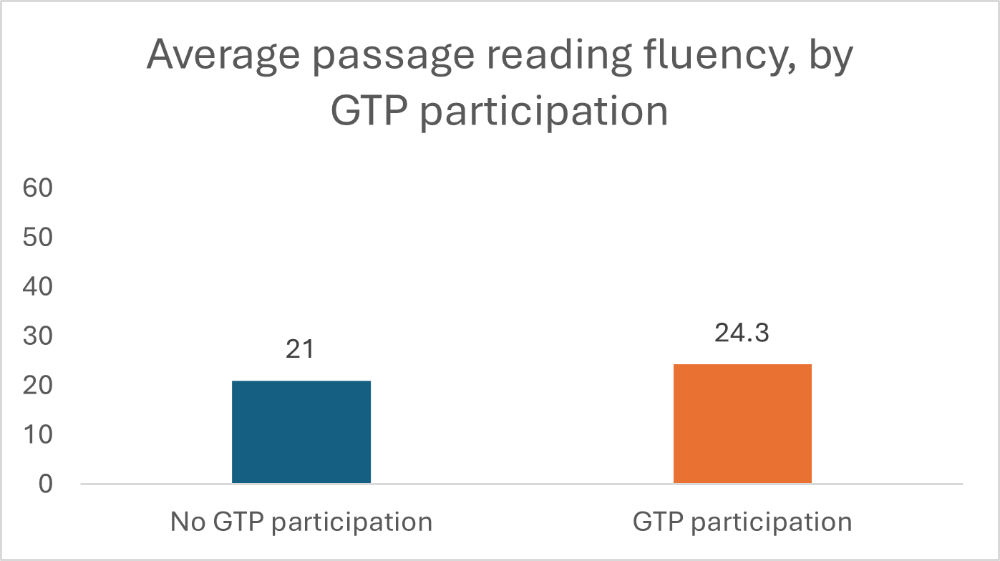 Average passage reading fluency, by
GTP participation
60
50
40
30
20
10
0
21
24.3
No GTP participation
GTP participation